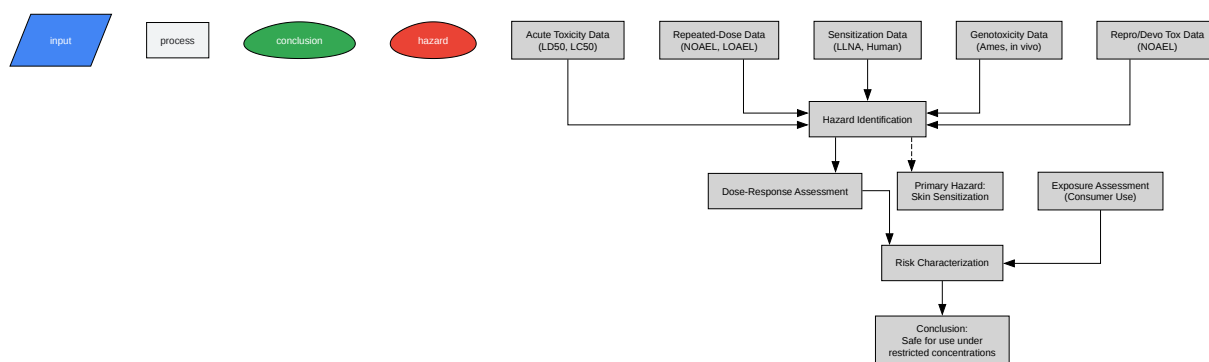 input
process
conclusion
hazard
Acute Toxicity Data
(LD50, LC50)
Repeated-Dose Data
(NOAEL, LOAEL)
Sensitization Data
(LLNA, Human)
Genotoxicity Data
(Ames, in vivo)
Repro/Devo Tox Data
(NOAEL)
Hazard Identification
Dose-Response Assessment
Primary Hazard:
Skin Sensitization
Exposure Assessment
(Consumer Use)
Risk Characterization
Conclusion:
Safe for use under
restricted concentrations